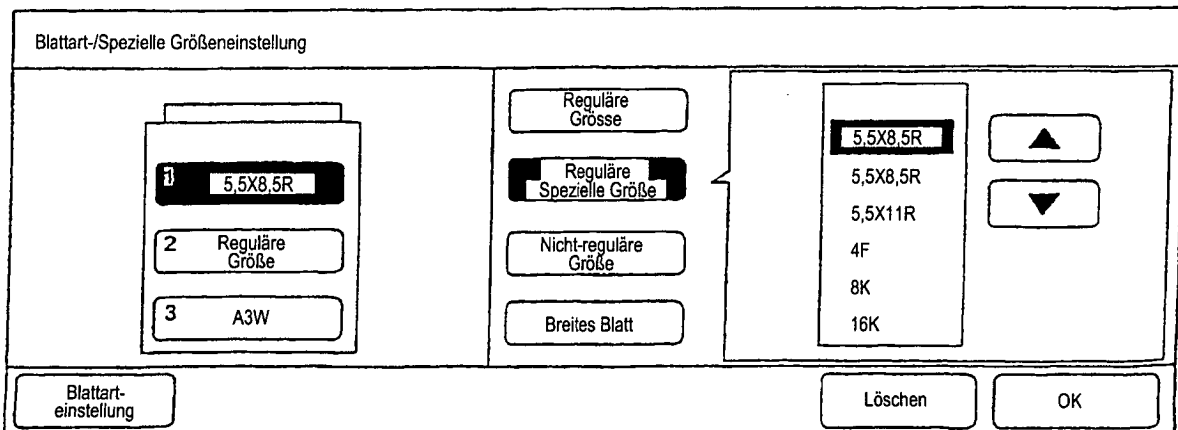 Blattart-/Spezielle Größeneinstellung
1
5,5X8,5R
2
Reguläre
Größe
3
A3W
Reguläre
Grösse
Reguläre
Spezielle Größe
Nicht-reguläre
Größe
Breites Blatt
5,5X8,5R
5,5X8,5R
5,5X11R
4F
8K
16K
Blattart-
einstellung
Löschen
OK